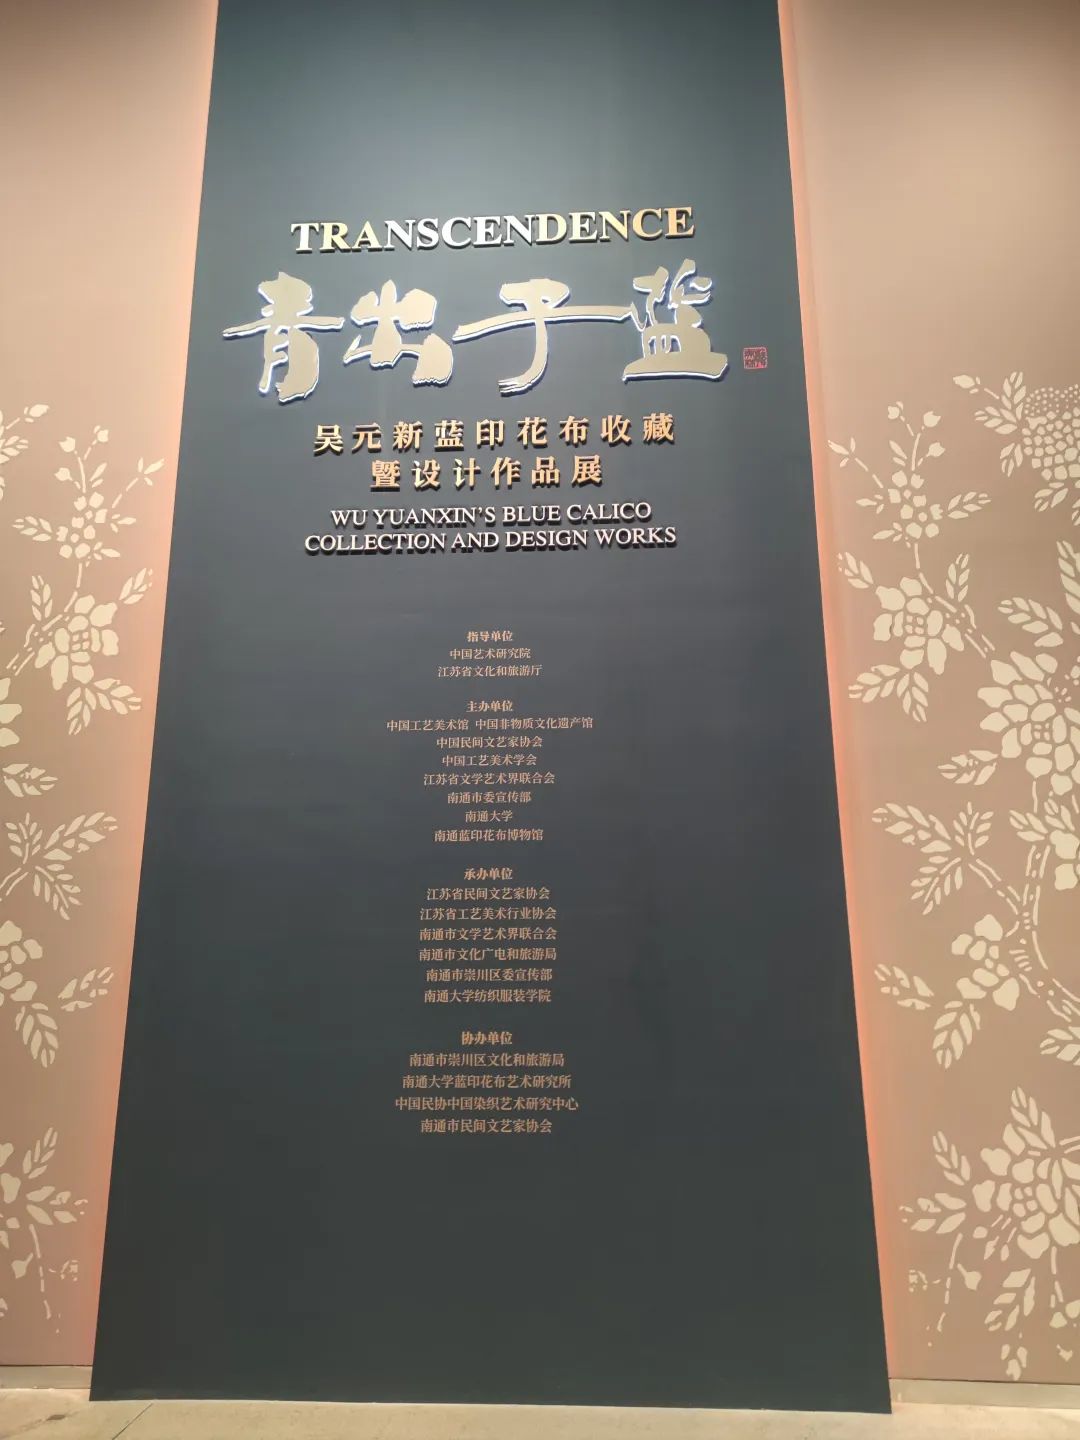 TRANSCENDENCE
青出于蓝
吴元新蓝印花布收藏
暨设计作品展
WU YUANXIN'S BLUE CALICO
COLLECTION AND DESIGN WORKS
指导单位
中国艺术研究院
江苏省文化和旅游厅
主办单位
中国工艺美术馆 中国非物质文化遗产馆
中国民间文艺家协会
中国工艺美术学会
江苏省文学艺术界联合会
南通市委宣传部
南通大学
南通蓝印花布博物馆
承办单位
江苏省民间文艺家协会
江苏省工艺美术行业协会
南通市文学艺术界联合会
南通市文化广电和旅游局
南通市崇川区委宣传部
南通大学纺织服装学院
协办单位
南通市崇川区文化和旅游局
南通大学蓝印花布艺术研究所
中国民协中国染织艺术研究中心
南通市民间文艺家协会